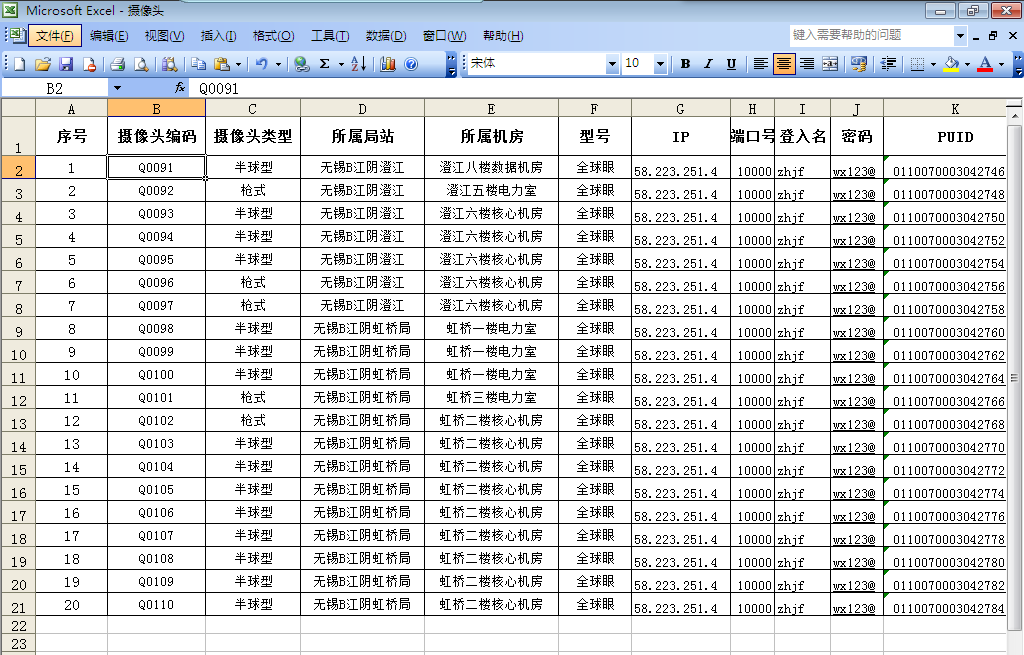 Microsoft Excel - 摄像头
文件(F) 编辑(E) 视图(V) 插入(I) 格式(O) 工具(T) 数据(D) 窗口(W) 帮助(H) 键入需要帮助的问题
宋体 10 B I U A
B2 fx Q0091
A B C D E F G H I J K
1 序号 摄像头编码 摄像头类型 所属局站 所属机房 型号 IP 端口号 登入名 密码 PUID
2 1 Q0091 半球型 无锡B江阴澄江 澄江八楼数据机房 全球眼 58.223.251.4 10000 zhjf wx123@ 0110070003042746
3 2 Q0092 枪式 无锡B江阴澄江 澄江五楼电力室 全球眼 58.223.251.4 10000 zhjf wx123@ 0110070003042748
4 3 Q0093 半球型 无锡B江阴澄江 澄江六楼核心机房 全球眼 58.223.251.4 10000 zhjf wx123@ 0110070003042750
5 4 Q0094 半球型 无锡B江阴澄江 澄江六楼核心机房 全球眼 58.223.251.4 10000 zhjf wx123@ 0110070003042752
6 5 Q0095 半球型 无锡B江阴澄江 澄江六楼核心机房 全球眼 58.223.251.4 10000 zhjf wx123@ 0110070003042754
7 6 Q0096 枪式 无锡B江阴澄江 澄江六楼核心机房 全球眼 58.223.251.4 10000 zhjf wx123@ 0110070003042756
8 7 Q0097 枪式 无锡B江阴澄江 澄江六楼核心机房 全球眼 58.223.251.4 10000 zhjf wx123@ 0110070003042758
9 8 Q0098 半球型 无锡B江阴虹桥局 虹桥一楼电力室 全球眼 58.223.251.4 10000 zhjf wx123@ 0110070003042760
10 9 Q0099 半球型 无锡B江阴虹桥局 虹桥一楼电力室 全球眼 58.223.251.4 10000 zhjf wx123@ 0110070003042762
11 10 Q0100 半球型 无锡B江阴虹桥局 虹桥一楼电力室 全球眼 58.223.251.4 10000 zhjf wx123@ 0110070003042764
12 11 Q0101 枪式 无锡B江阴虹桥局 虹桥三楼电力室 全球眼 58.223.251.4 10000 zhjf wx123@ 0110070003042766
13 12 Q0102 枪式 无锡B江阴虹桥局 虹桥二楼核心机房 全球眼 58.223.251.4 10000 zhjf wx123@ 0110070003042768
14 13 Q0103 半球型 无锡B江阴虹桥局 虹桥二楼核心机房 全球眼 58.223.251.4 10000 zhjf wx123@ 0110070003042770
15 14 Q0104 半球型 无锡B江阴虹桥局 虹桥二楼核心机房 全球眼 58.223.251.4 10000 zhjf wx123@ 0110070003042772
16 15 Q0105 半球型 无锡B江阴虹桥局 虹桥二楼核心机房 全球眼 58.223.251.4 10000 zhjf wx123@ 0110070003042774
17 16 Q0106 半球型 无锡B江阴虹桥局 虹桥二楼核心机房 全球眼 58.223.251.4 10000 zhjf wx123@ 0110070003042776
18 17 Q0107 半球型 无锡B江阴虹桥局 虹桥二楼核心机房 全球眼 58.223.251.4 10000 zhjf wx123@ 0110070003042778
19 18 Q0108 半球型 无锡B江阴虹桥局 虹桥二楼核心机房 全球眼 58.223.251.4 10000 zhjf wx123@ 0110070003042780
20 19 Q0109 半球型 无锡B江阴虹桥局 虹桥二楼核心机房 全球眼 58.223.251.4 10000 zhjf wx123@ 0110070003042782
21 20 Q0110 半球型 无锡B江阴虹桥局 虹桥二楼核心机房 全球眼 58.223.251.4 10000 zhjf wx123@ 0110070003042784
22
23